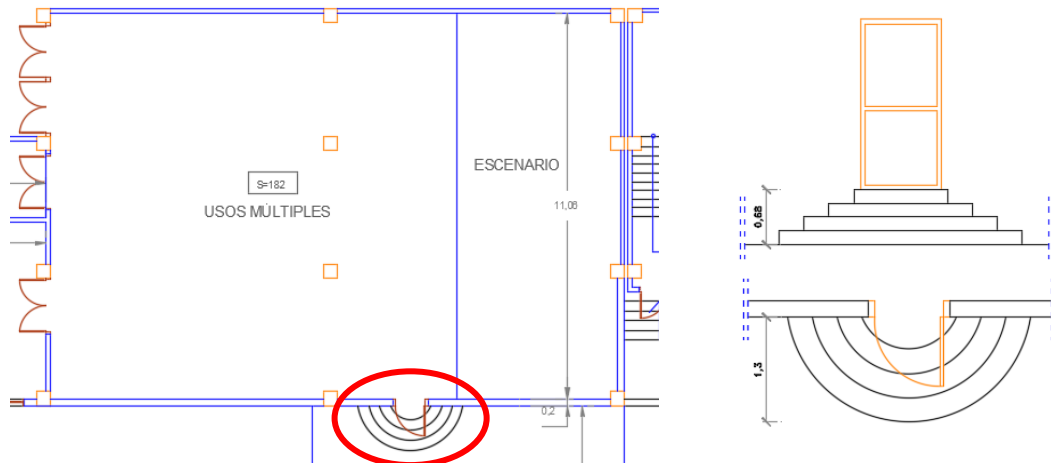 ESCENARIO
S=182
USOS MÚLTIPLES
11,06
0,2
0,68
1,3